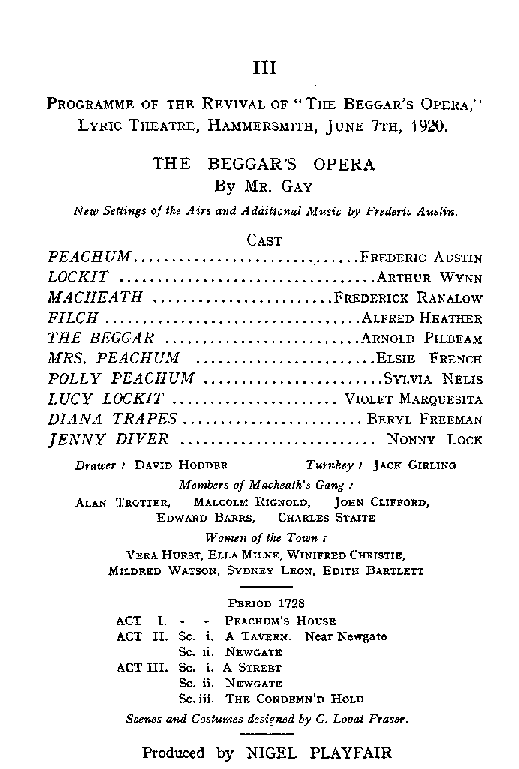 III
PROGRAMME OF THE REVIVAL OF "THE BEGGAR'S OPERA,"
LYRIC THEATRE, HAMMERSMITH, JUNE 7TH, 1920.
THE BEGGAR'S OPERA
By MR. GAY
New Settings of the Airs and Additional Music by Frederic Austin.
CAST
PEACHUM..............................FREDERIC AUSTIN
LOCKIT ..................................ARTHUR WYNN
MACHEATH ........................FREDERICK RANALOW
FILCH ..................................ALFRED HEATHER
THE BEGGAR ..........................ARNOLD PILBEAM
MRS. PEACHUM ........................ELSIE FRENCH
POLLY PEACHUM ........................SYLVIA NELIS
LUCY LOCKIT ...................... VIOLET MARQUESITA
DIANA TRAPES ........................ BERYL FREEMAN
JENNY DIVER .......................... NONNY LOCK
Drawer : DAVID HODDER Turnkey : JACK GIRLING
Members of Macheath's Gang :
ALAN TROTTER, MALCOLM RIGNOLD, JOHN CLIFFORD,
EDWARD BARRS, CHARLES STAITE
Women of the Town :
VERA HURST, ELLA MILNE, WINIFRED CHRISTIE,
MILDRED WATSON, SYDNEY LEON, EDITH BARTLETT
PERIOD 1728
ACT I. - - PEACHUM'S HOUSE
ACT II. Sc. i. A TAVERN. Near Newgate
Sc. ii. NEWGATE
ACT III. Sc. i. A STREET
Sc. ii. NEWGATE
Sc. iii. THE CONDEMN'D HOLD
Scenes and Costumes designed by C. Lovat Fraser.
Produced by NIGEL PLAYFAIR